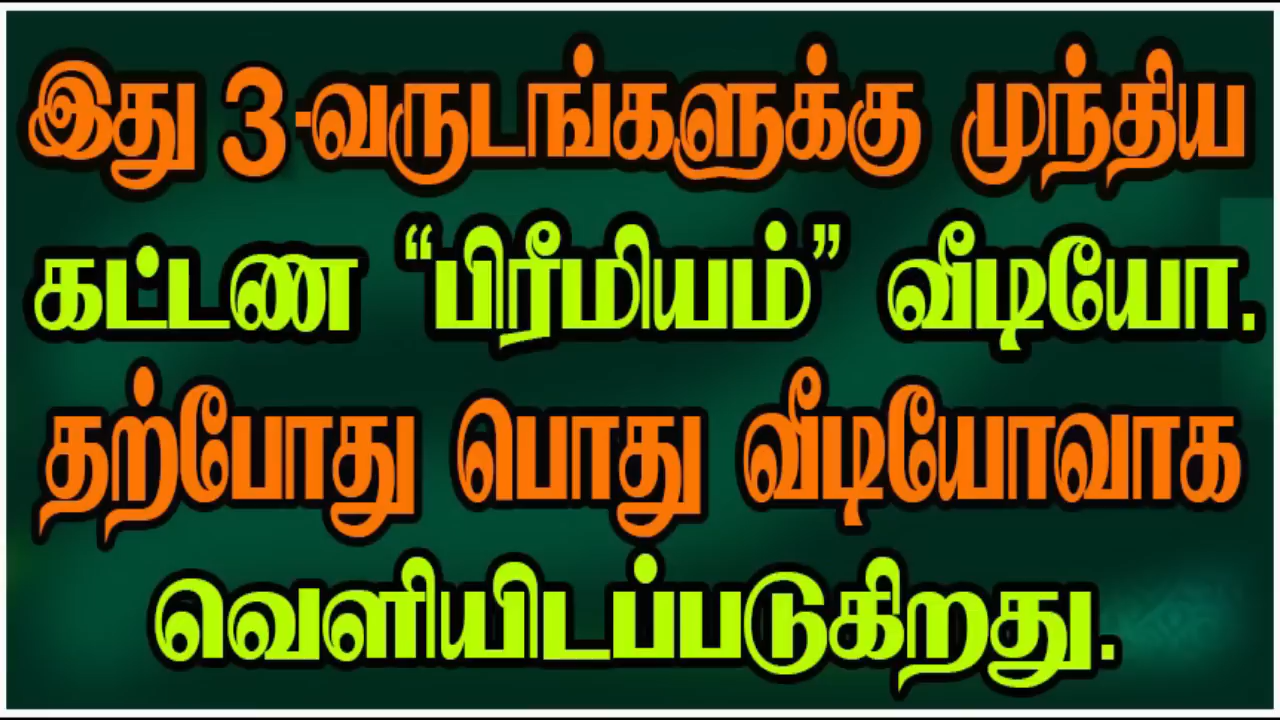 இது 3-வருடங்களுக்கு முந்திய
கட்டண “பிரீமியம்” வீடியோ.
தற்போது பொது வீடியோவாக
வெளியிடப்படுகிறது.